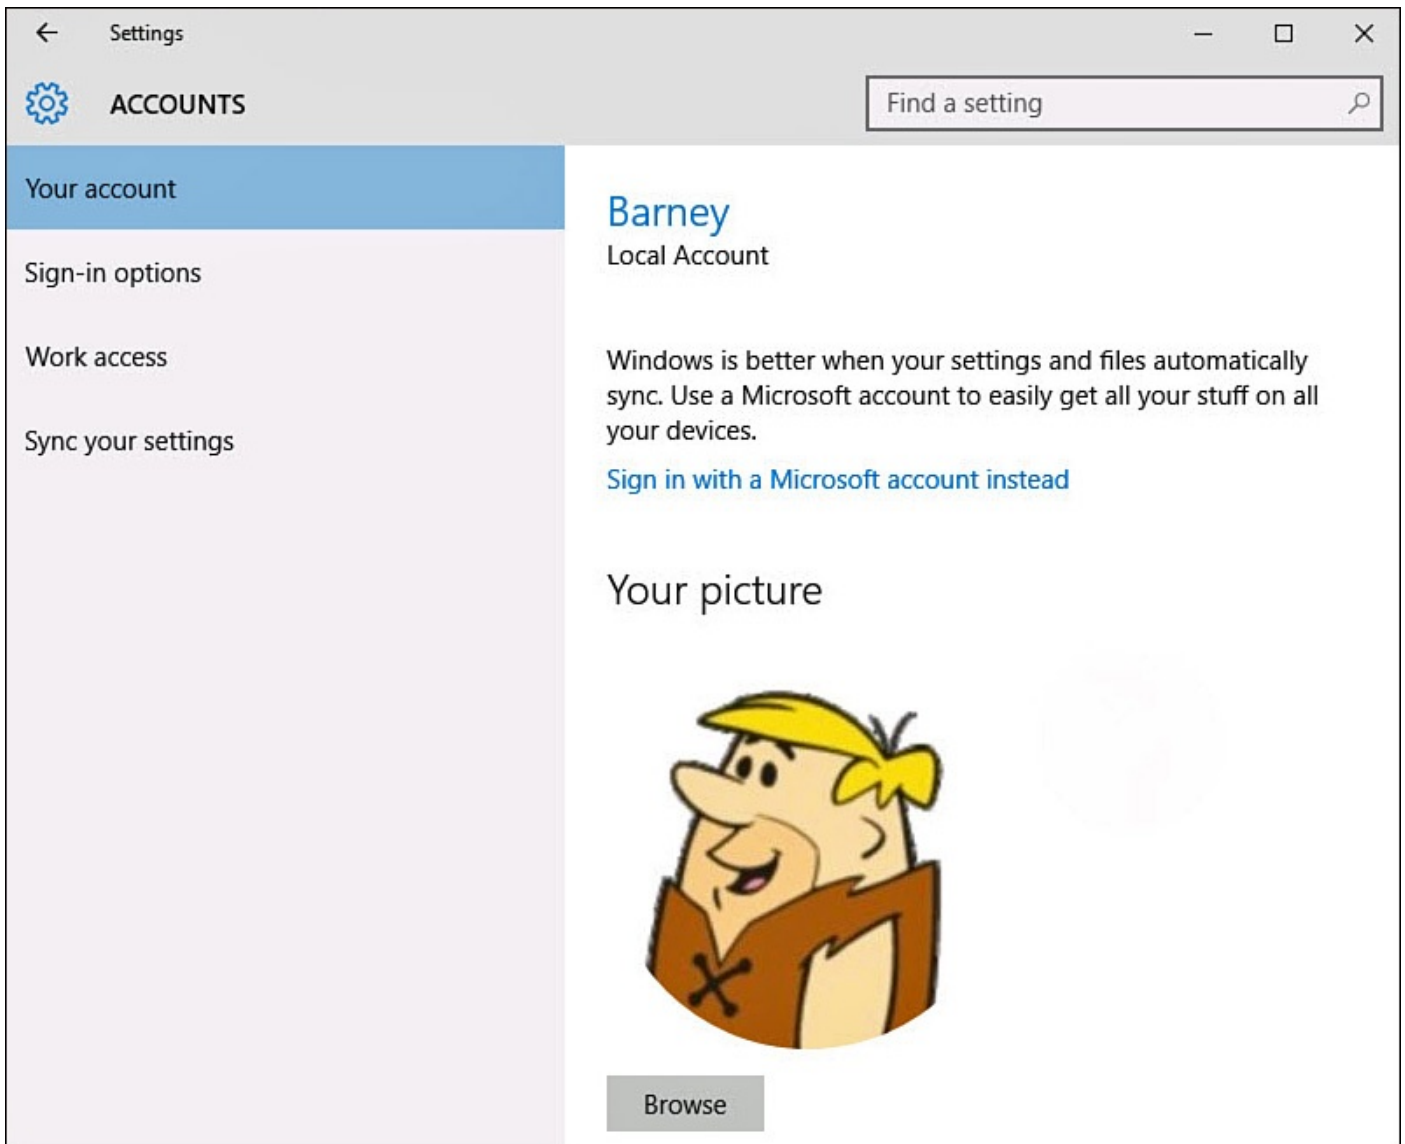 Settings
ACCOUNTS
Find a setting
Your account
Sign-in options
Work access
Sync your settings
Barney
Local Account
Windows is better when your settings and files automatically
sync. Use a Microsoft account to easily get all your stuff on all
your devices.
Sign in with a Microsoft account instead
Your picture
Browse